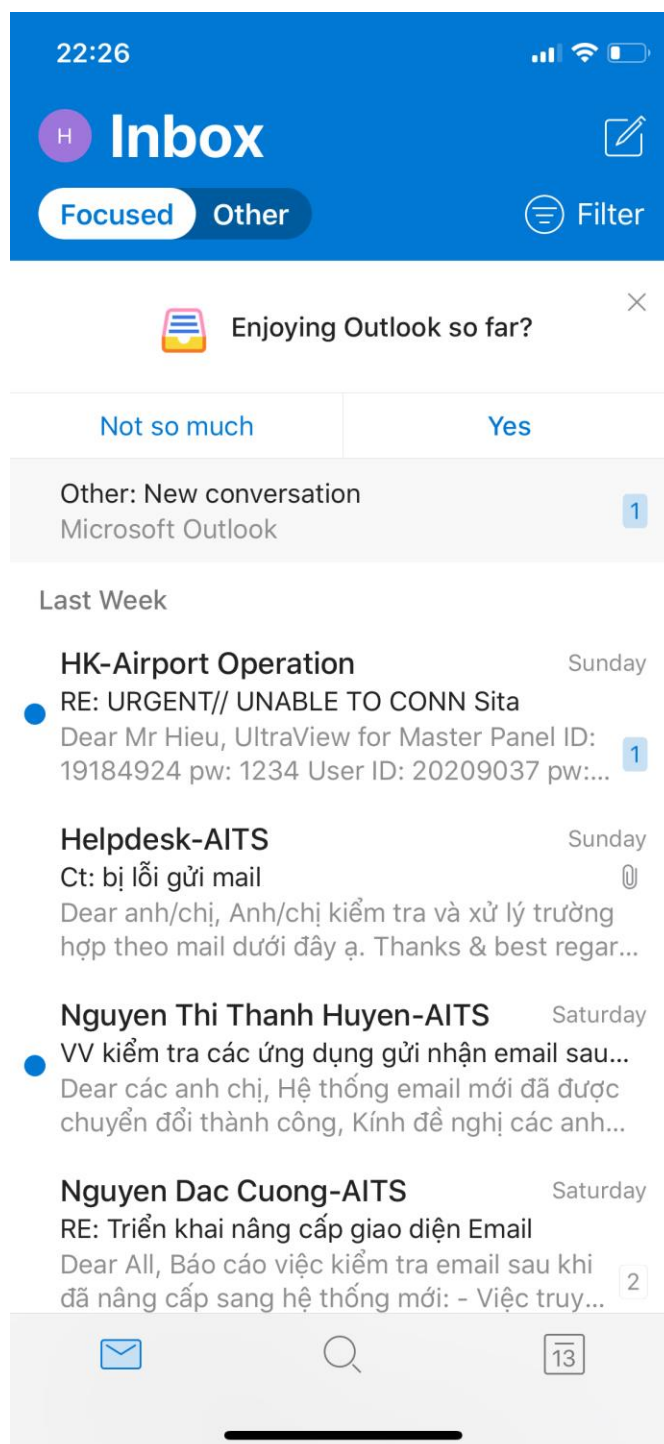 22:26
H
Inbox
Focused
Other
Filter
Enjoying Outlook so far?
Not so much
Yes
Other: New conversation
Microsoft Outlook
1
Last Week
HK-Airport Operation
Sunday
RE: URGENT// UNABLE TO CONN Sita
Dear Mr Hieu, UltraView for Master Panel ID:
19184924 pw: 1234 User ID: 20209037 pw:...
1
Helpdesk-AITS
Sunday
Ct: bị lỗi gửi mail
Dear anh/chị, Anh/chị kiểm tra và xử lý trường
hợp theo mail dưới đây ạ. Thanks & best regar...
Nguyen Thi Thanh Huyen-AITS
Saturday
VV kiểm tra các ứng dụng gửi nhận email sau...
Dear các anh chị, Hệ thống email mới đã được
chuyển đổi thành công, Kính đề nghị các anh...
Nguyen Dac Cuong-AITS
Saturday
RE: Triển khai nâng cấp giao diện Email
Dear All, Báo cáo việc kiểm tra email sau khi
đã nâng cấp sang hệ thống mới: - Việc truy...
2
13